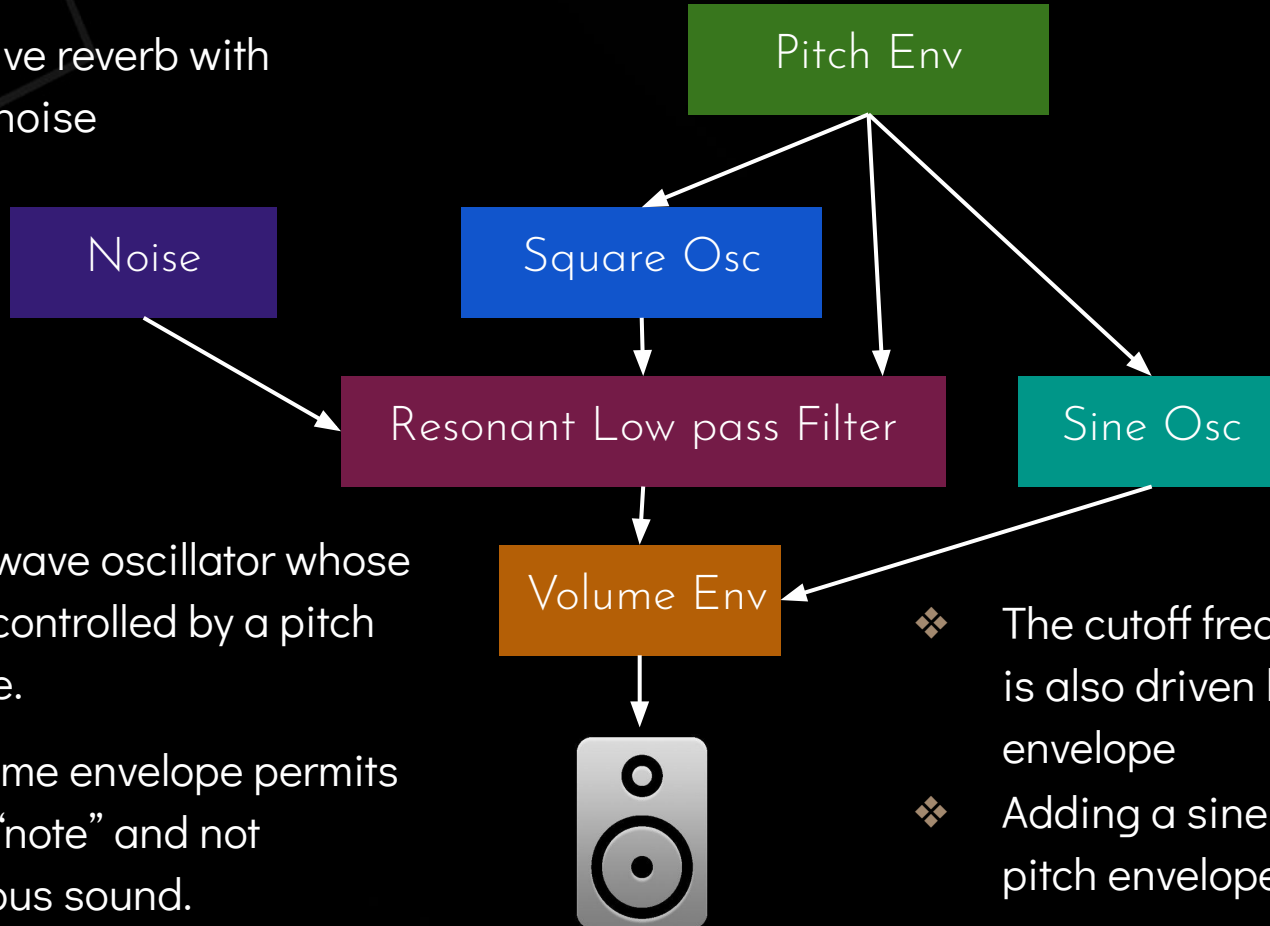 ve reverb with
noise
Pitch Env
Noise
Square Osc
Resonant Low pass Filter
Sine Osc
Volume Env
wave oscillator whose
controlled by a pitch
e.
me envelope permits
“note” and not
ous sound.
The cutoff freq
is also driven
envelope
Adding a sine
pitch envelope